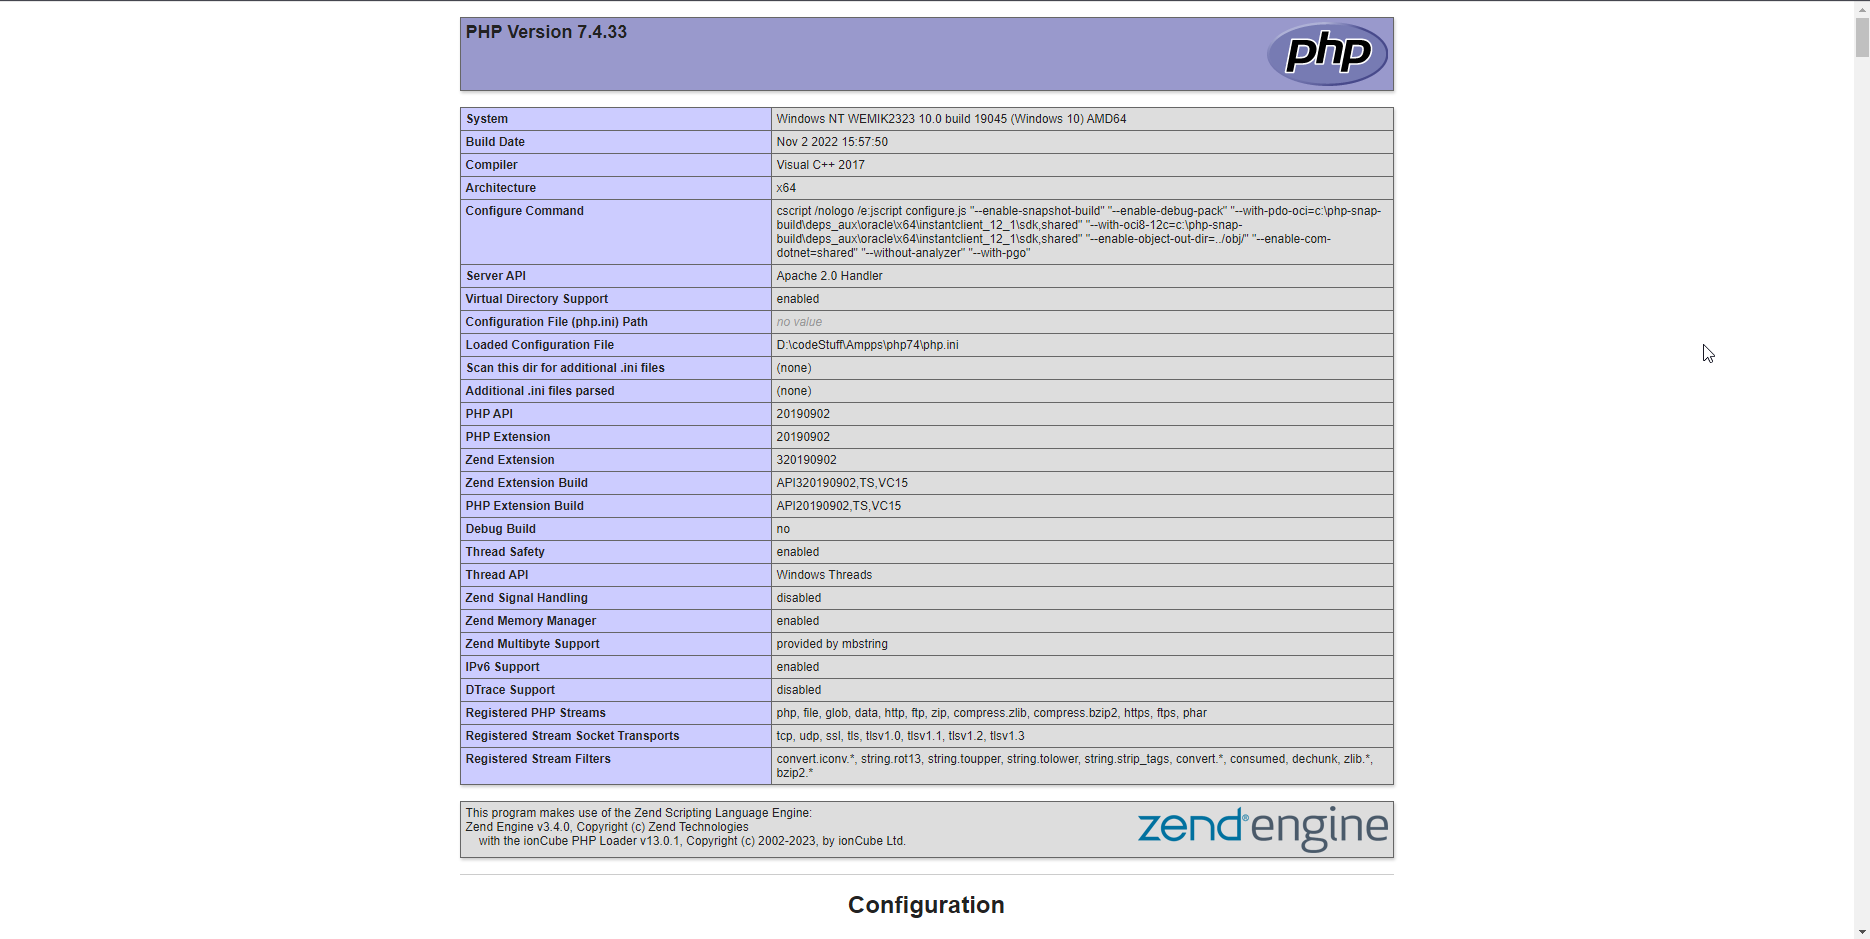 PHP Version 7.4.33
php
System Windows NT WEMIK2323 10.0 build 19045 (Windows 10) AMD64
Build Date Nov 2 2022 15:57:50
Compiler Visual C++ 2017
Architecture x64
Configure Command cscript /nologo /e:jscript configure.js "--enable-snapshot-build" "--enable-debug-pack" "--with-pdo-oci=c:\php-snap-
build\deps_aux\oracle\x64\instantclient_12_1\sdk,shared" "--with-oci8-12c=c:\php-snap-
build\deps_aux\oracle\x64\instantclient_12_1\sdk,shared" "--enable-object-out-dir=../obj/" "--enable-com-
dotnet=shared" "--without-analyzer" "--with-pgo"
Server API Apache 2.0 Handler
Virtual Directory Support enabled
Configuration File (php.ini) Path no value
Loaded Configuration File D:\codeStuff\Ampps\php74\php.ini
Scan this dir for additional .ini files (none)
Additional .ini files parsed (none)
PHP API 20190902
PHP Extension 20190902
Zend Extension 320190902
Zend Extension Build API320190902,TS,VC15
PHP Extension Build API20190902,TS,VC15
Debug Build no
Thread Safety enabled
Thread API Windows Threads
Zend Signal Handling disabled
Zend Memory Manager enabled
Zend Multibyte Support provided by mbstring
IPv6 Support enabled
DTrace Support disabled
Registered PHP Streams php, file, glob, data, http, ftp, zip, compress.zlib, compress.bzip2, https, ftps, phar
Registered Stream Socket Transports tcp, udp, ssl, tls, tlsv1.0, tlsv1.1, tlsv1.2, tlsv1.3
Registered Stream Filters convert.iconv.*, string.rot13, string.toupper, string.tolower, string.strip_tags, convert.*, consumed, dechunk, zlib.*,
bzip2.*
This program makes use of the Zend Scripting Language Engine:
Zend Engine v3.4.0, Copyright (c) Zend Technologies
with the ionCube PHP Loader v13.0.1, Copyright (c) 2002-2023, by ionCube Ltd.
zend®engine
Configuration